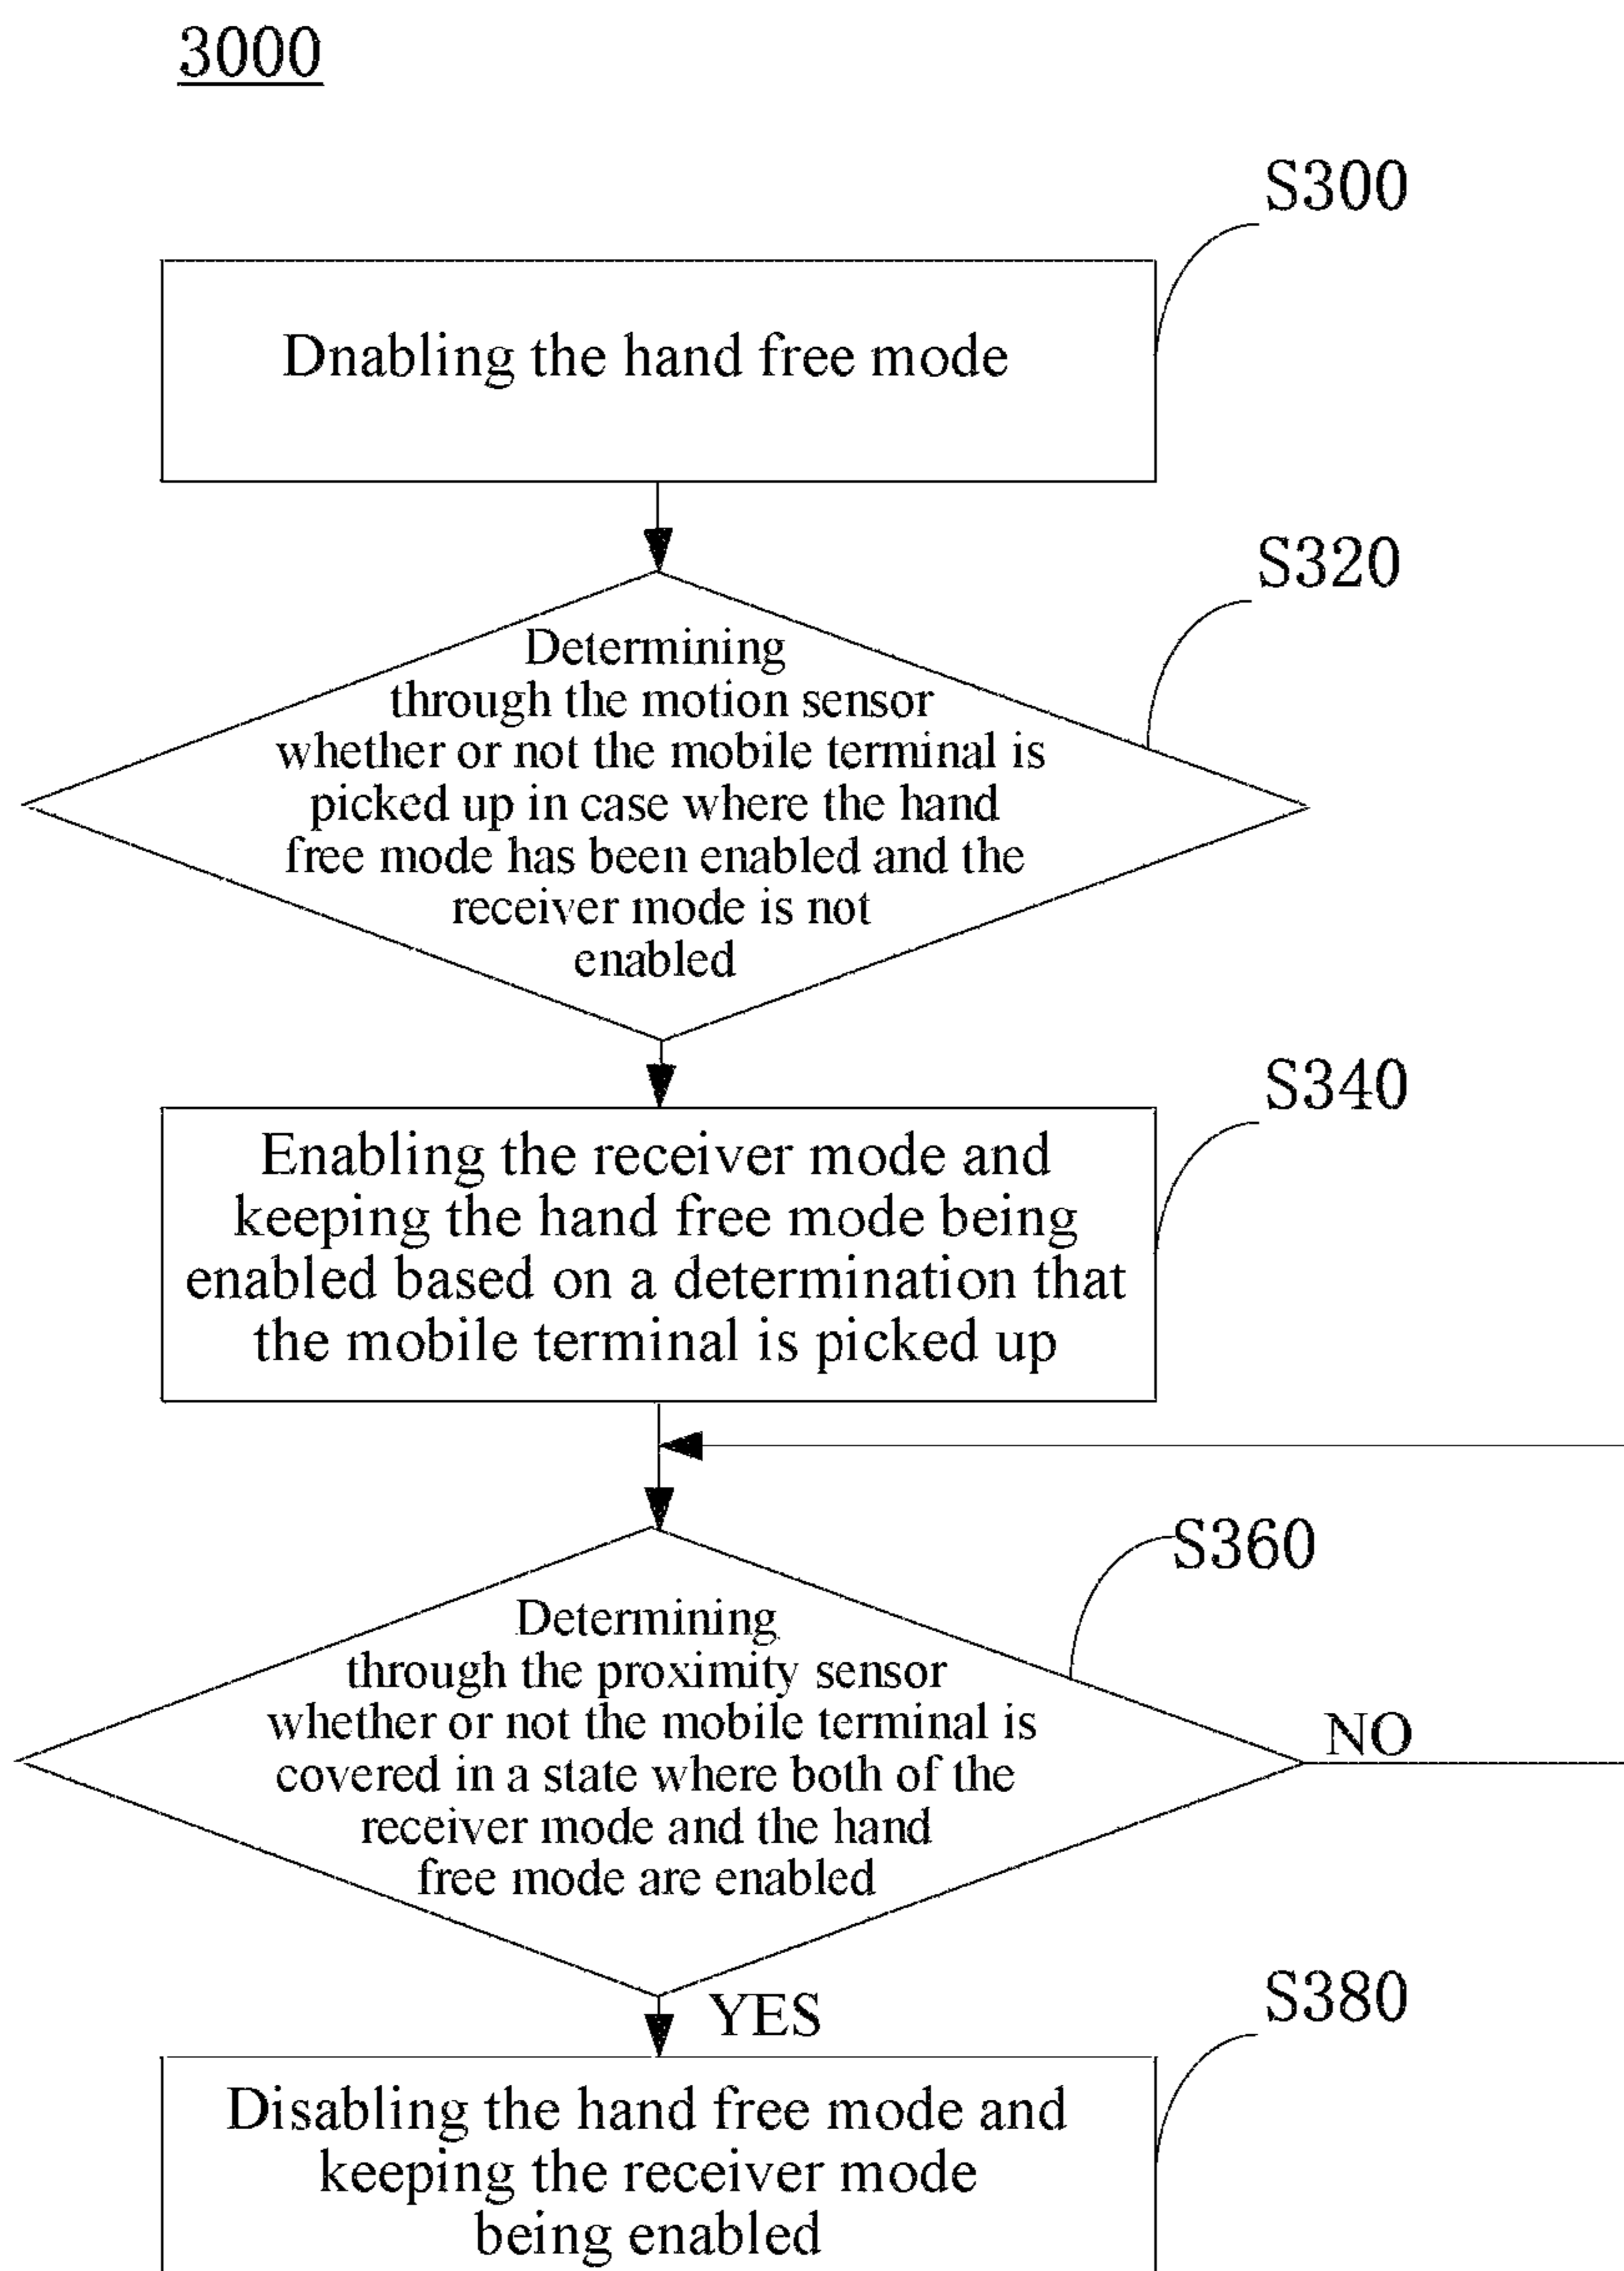 3000
S300
Dnabling the hand free mode
S320
Determining
through the motion sensor
whether or not the mobile terminal is
picked up in case where the hand
free mode has been enabled and the
receiver mode is not
enabled
S340
Enabling the receiver mode and
keeping the hand free mode being
enabled based on a determination that
the mobile terminal is picked up
S360
Determining
through the proximity sensor
whether or not the mobile terminal is
covered in a state where both of the
receiver mode and the hand
free mode are enabled
NO
YES
S380
Disabling the hand free mode and
keeping the receiver mode
being enabled